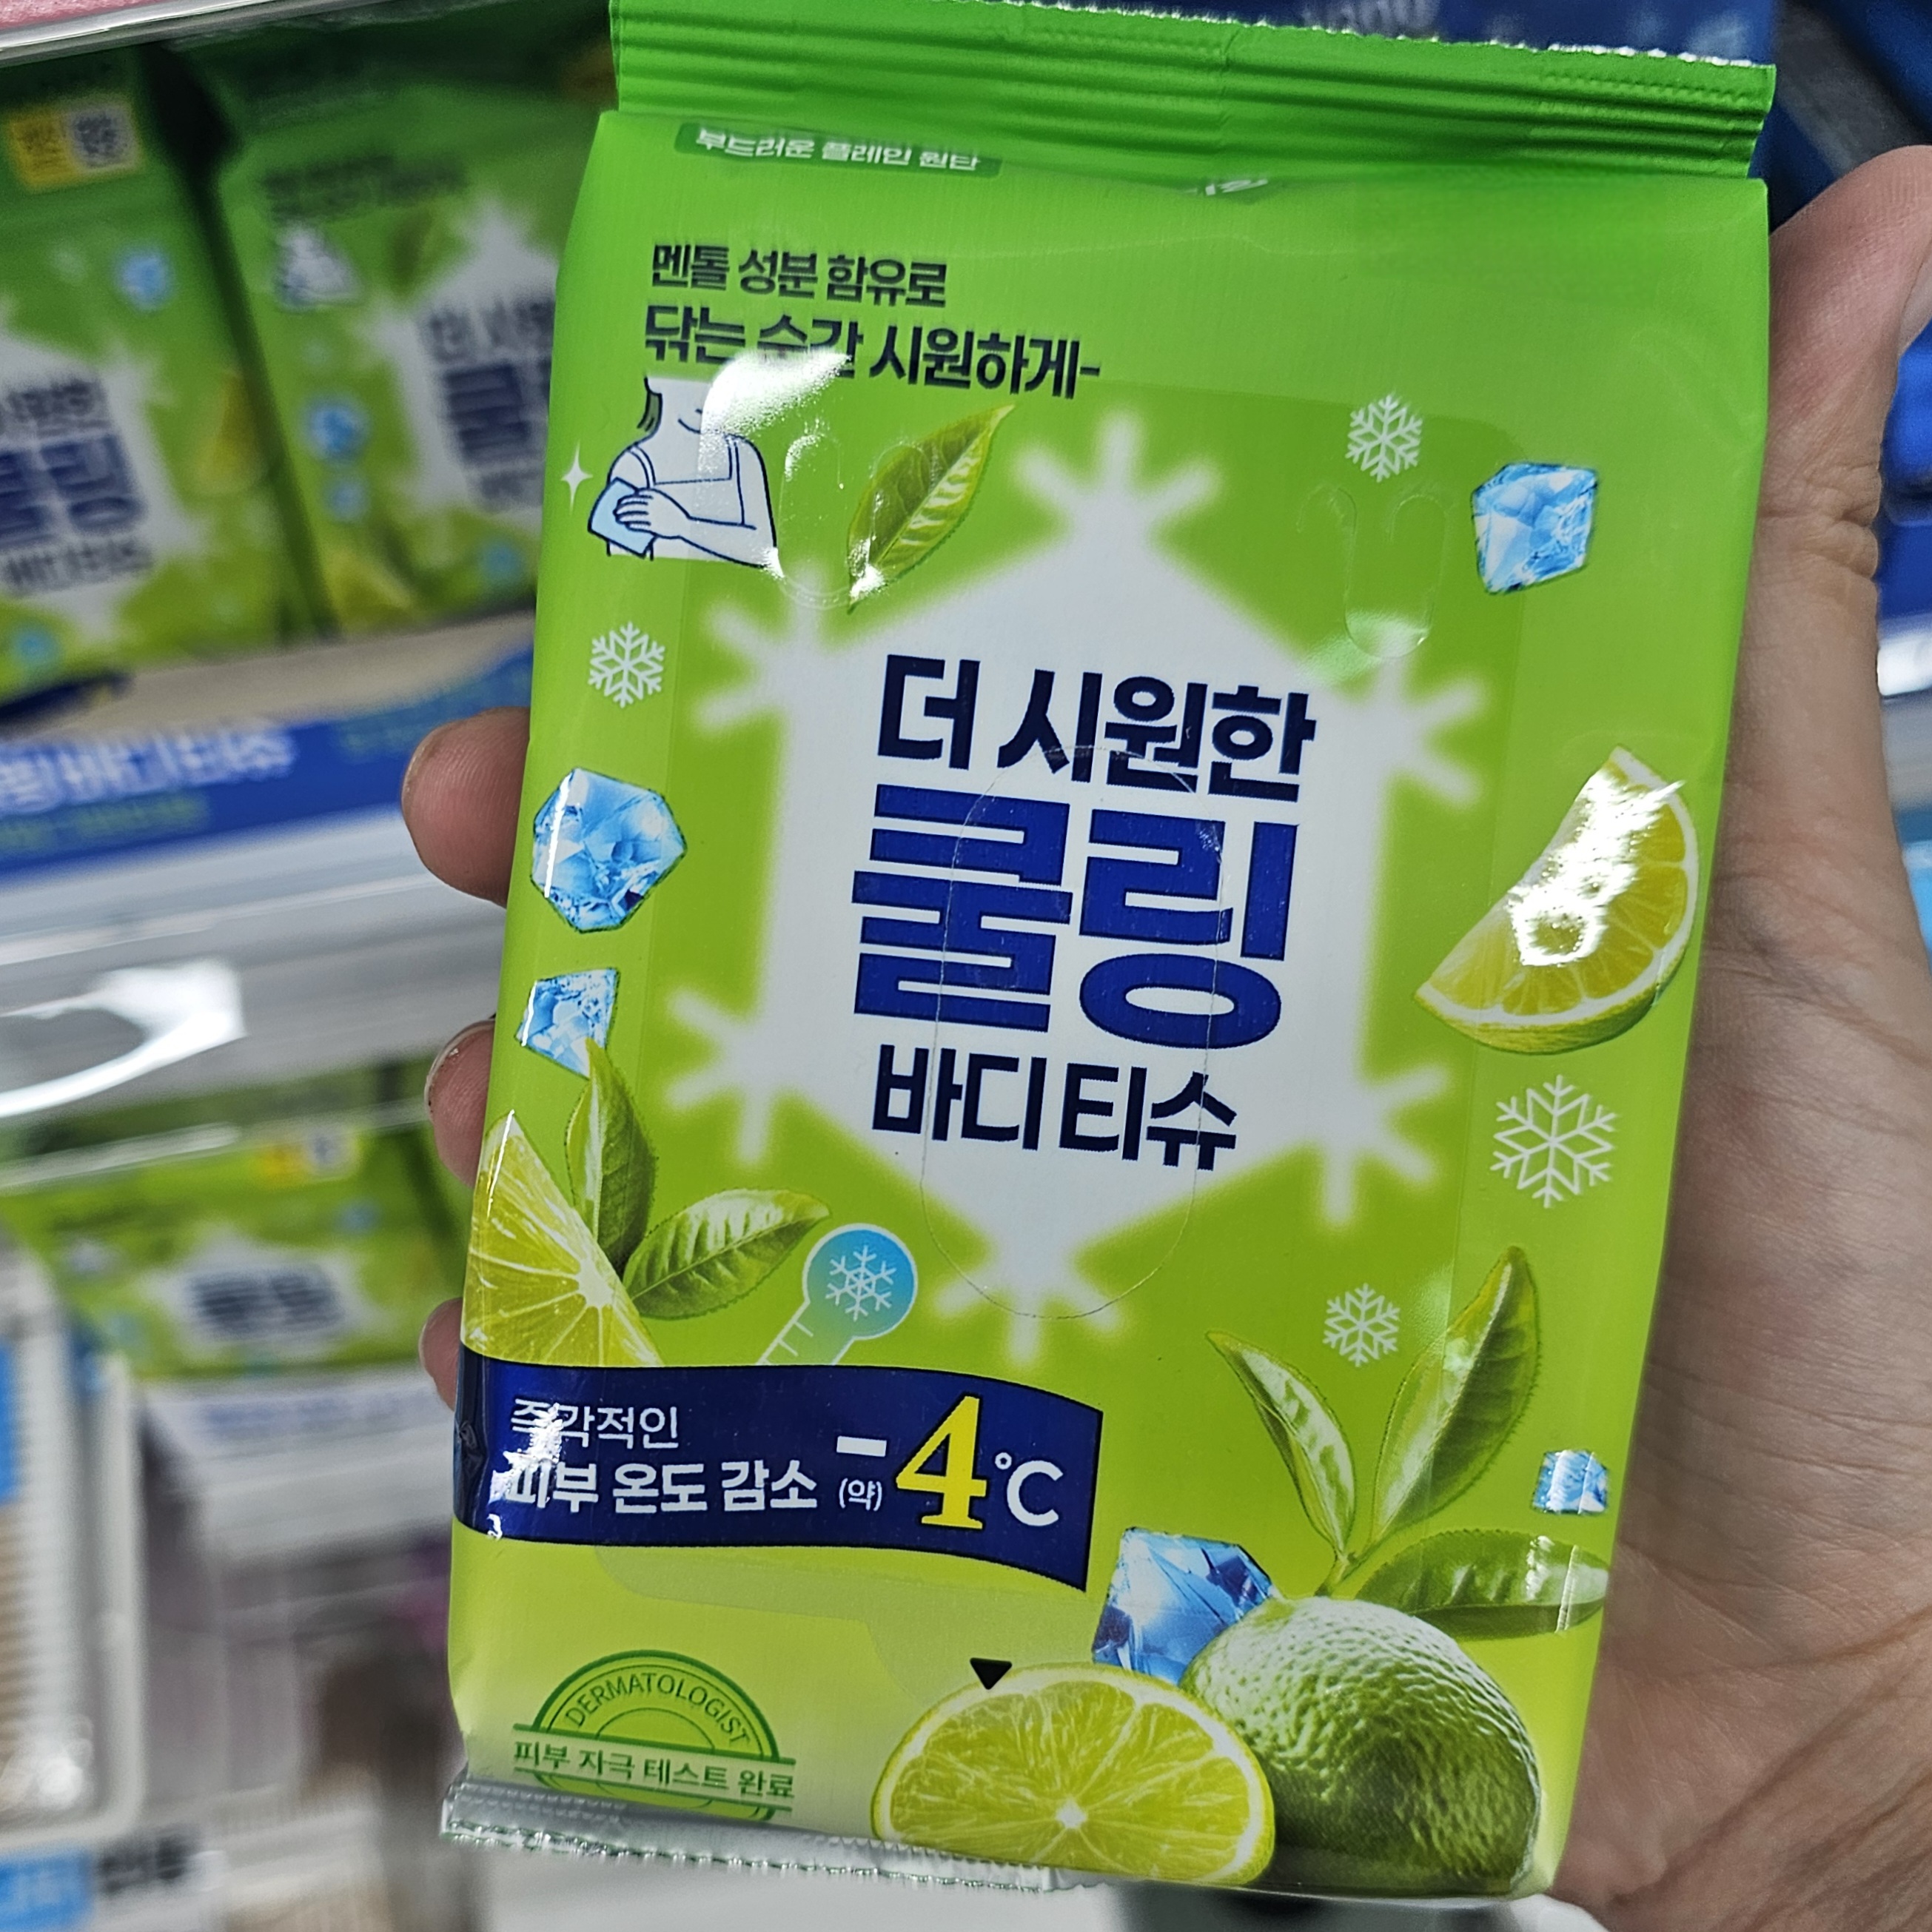 부드러운 플레인 원단
멘톨 성분 함유로
닦는 순간 시원하게-
더 시원한
쿨링
바디 티슈
즉각적인
피부 온도 감소 (약) -4℃
DERMATOLOGIST
피부 자극 테스트 완료